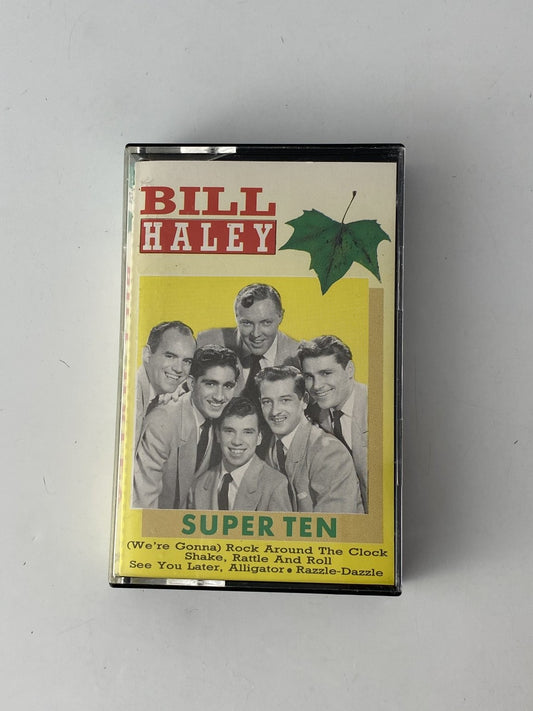 BILL
HALEY
SUPER TEN
(We're Gonna) Rock Around The Clock
Shake, Rattle And Roll
See You Later, Alligator • Razzle-Dazzle